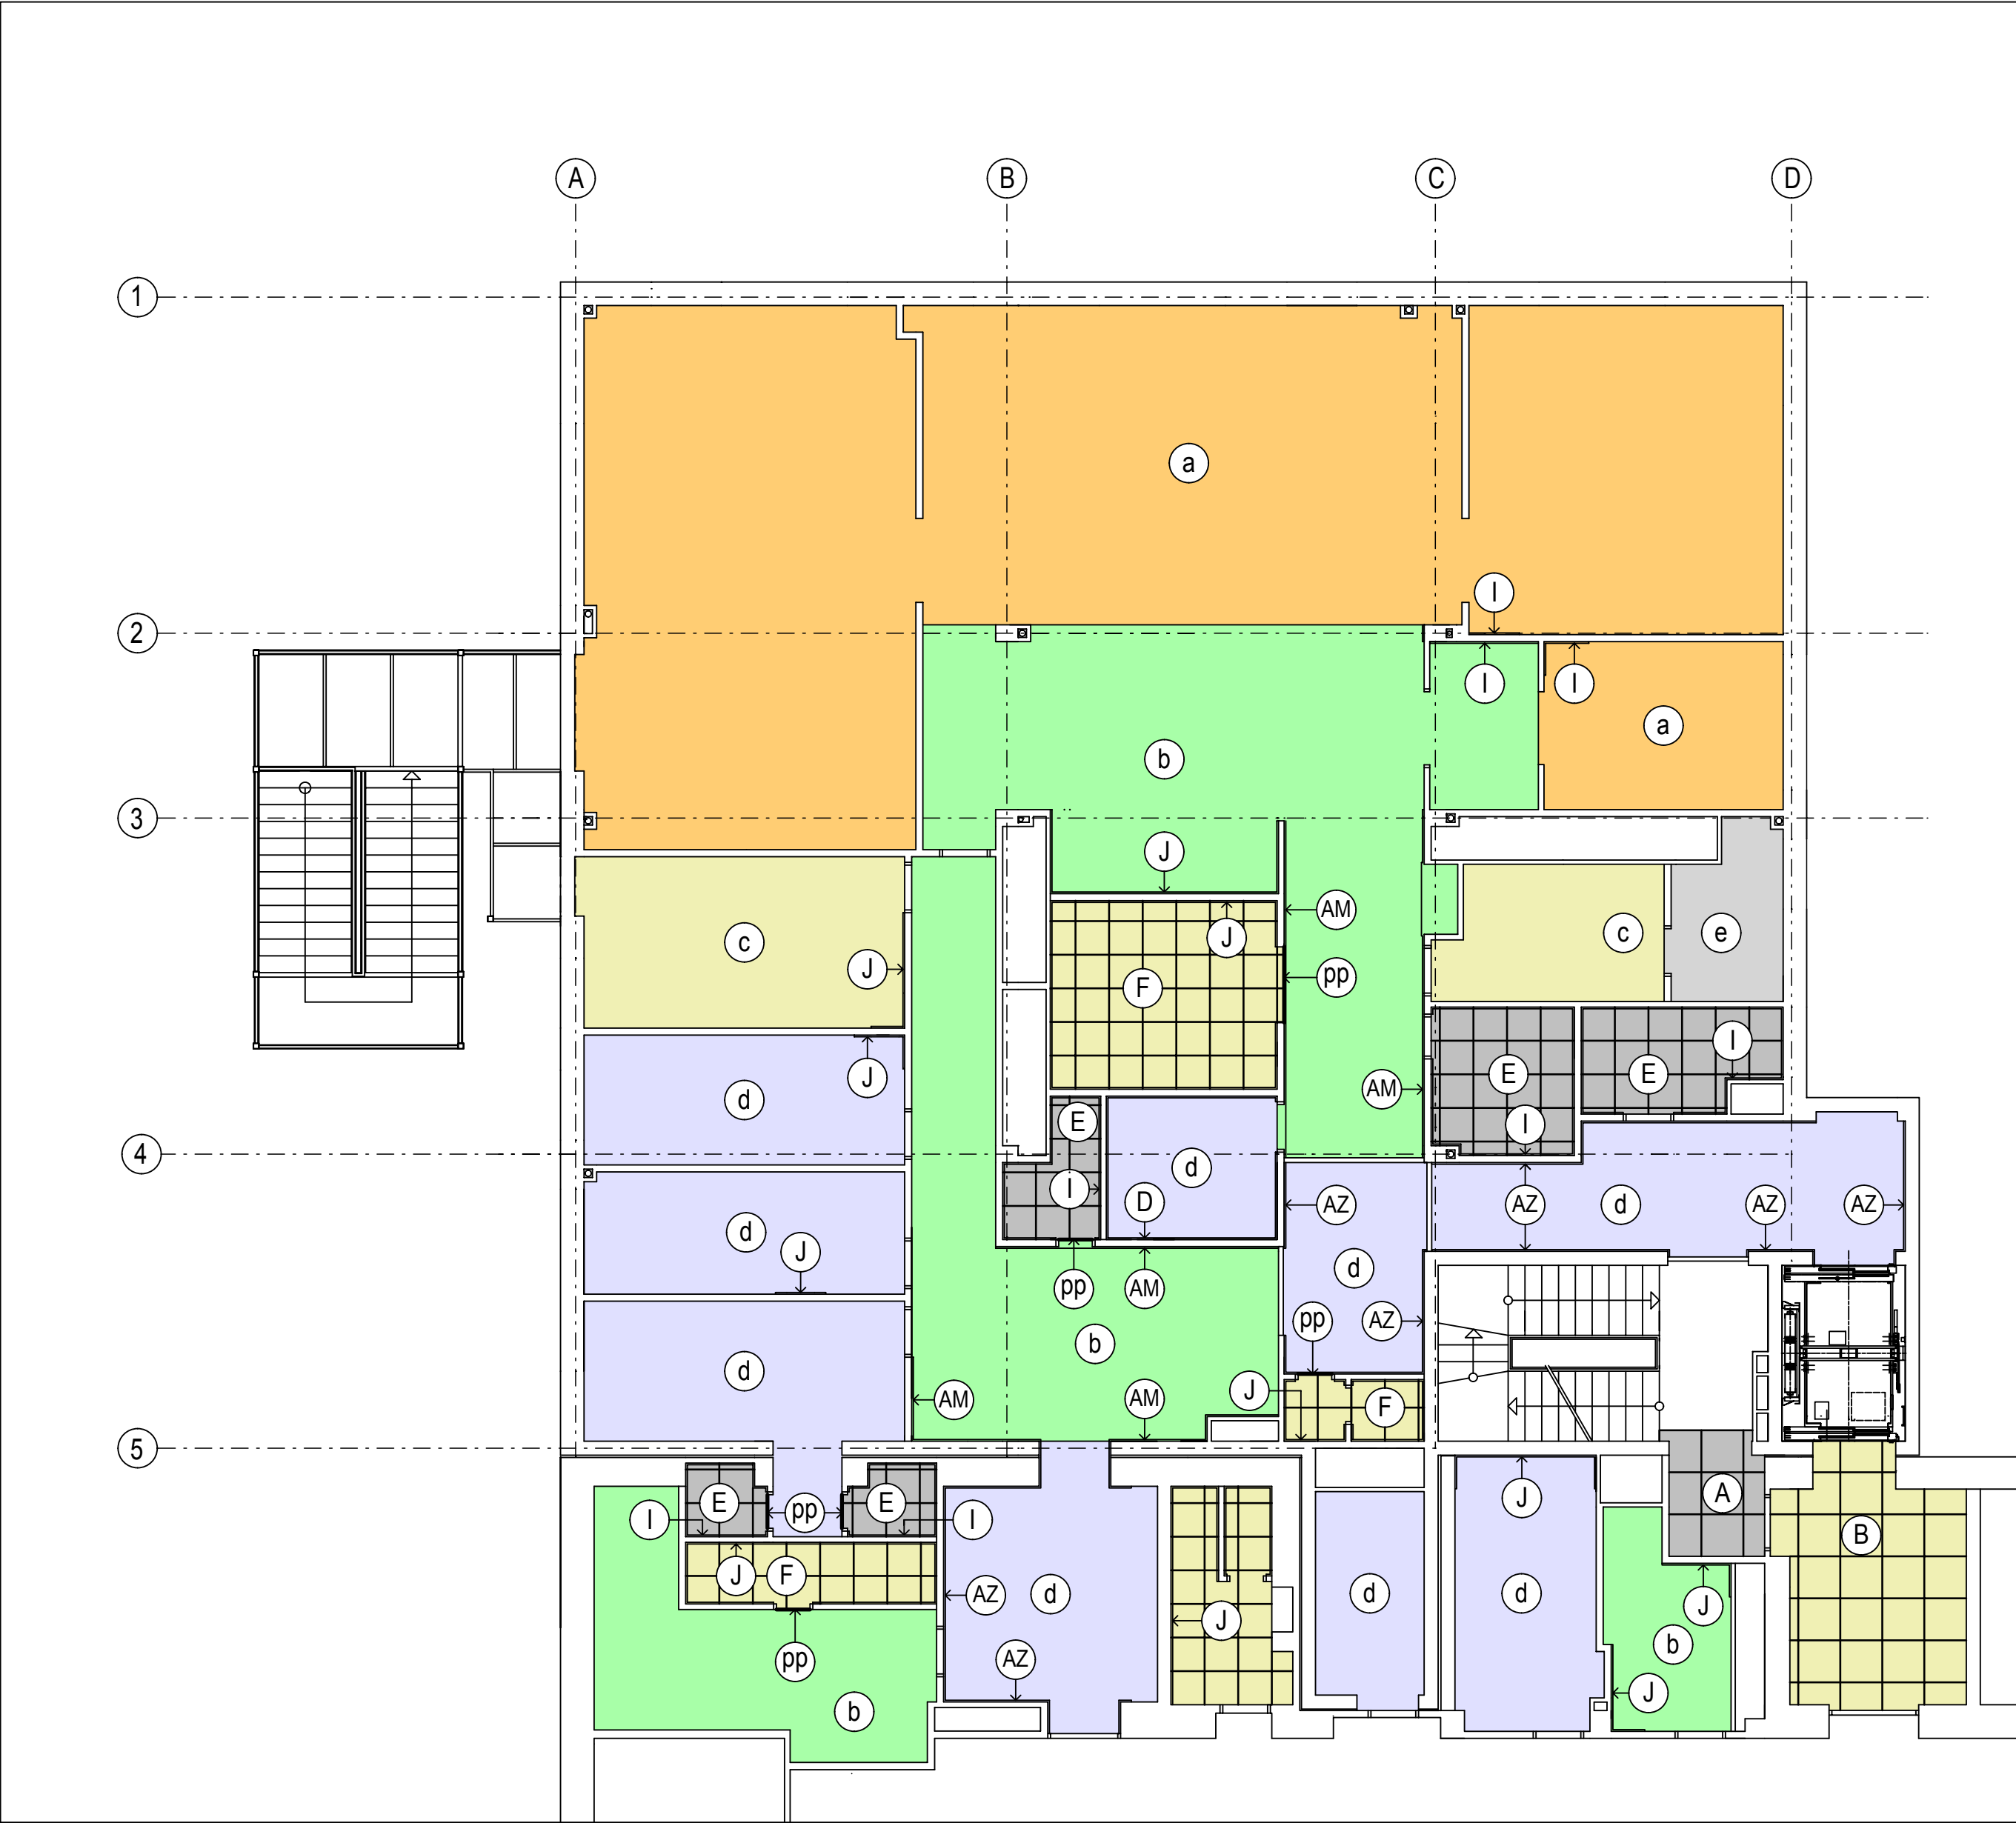 A B C D
1
a
I
2
I I
a
b
3
J
AM
c J c e
J pp
F
I
J E E
d AM
E I
4
d
I D AZ AZ d AZ AZ
d
J d
pp AM
pp AZ
b
d
J
AM AM F
5
J
E pp E A
I I
B
J F
AZ d d d
J
J
b
pp AZ
J
b